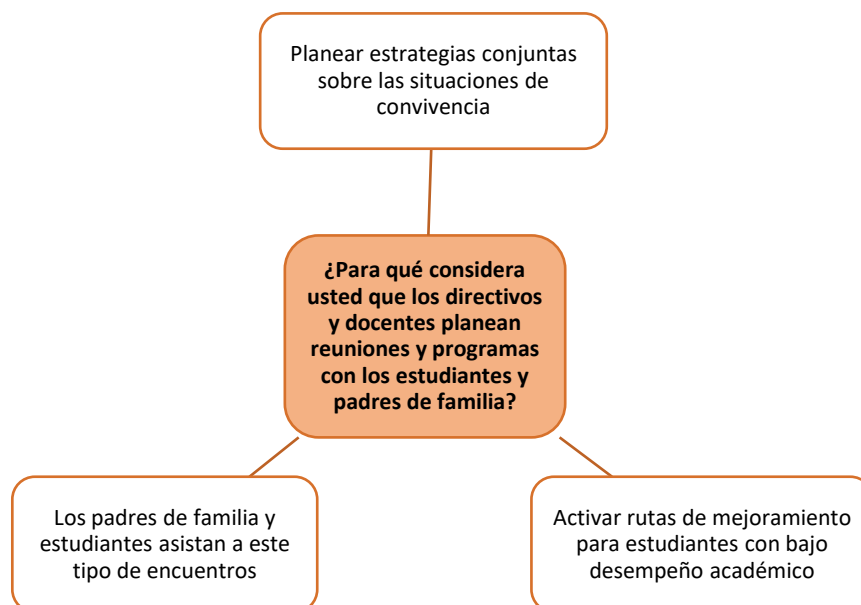 Planear estrategias conjuntas
sobre las situaciones de
convivencia
¿Para qué considera
usted que los directivos
y docentes planean
reuniones y programas
con los estudiantes y
padres de familia?
Los padres de familia y
estudiantes asistan a este
tipo de encuentros
Activar rutas de mejoramiento
para estudiantes con bajo
desempeño académico